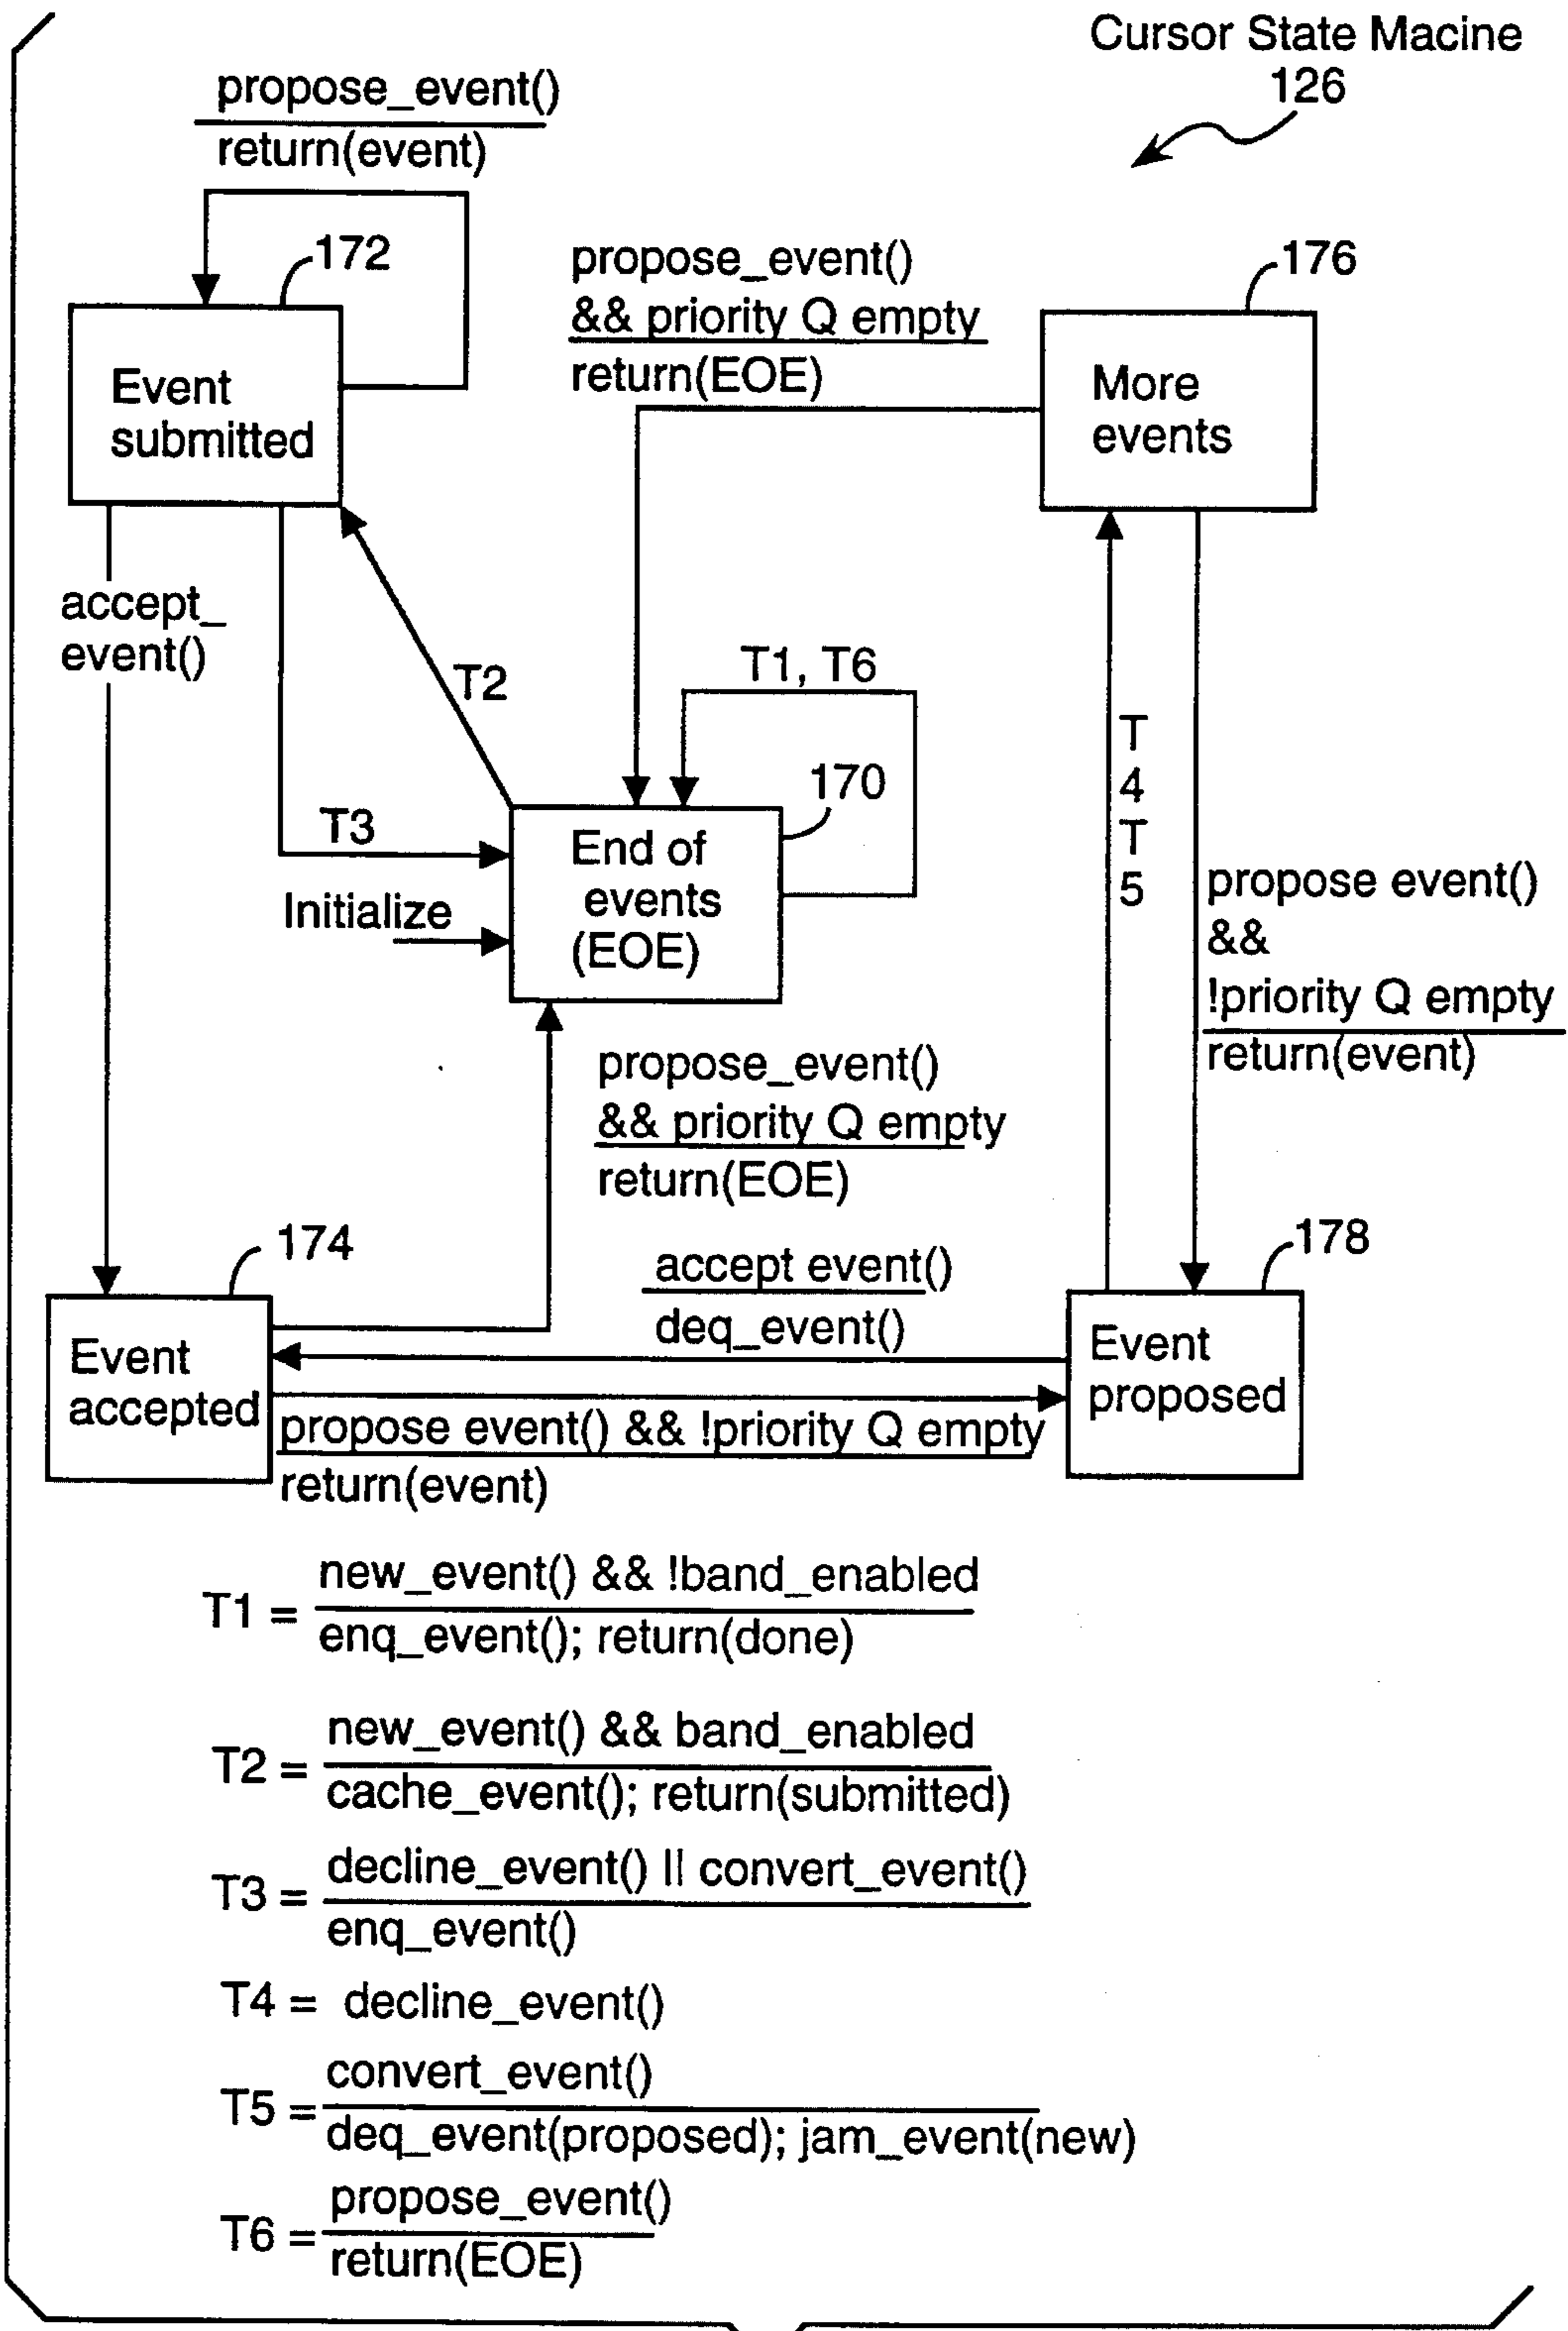 Cursor State Macine
126
propose_event()
return(event)
172
propose_event()
&& priority Q empty
return(EOE)
176
Event
submitted
More
events
accept_
event()
T2
T1, T6
T
4
T
5
170
T3
Initialize
End of
events
(EOE)
propose event()
&&
!priority Q empty
return(event)
propose_event()
&& priority Q empty
return(EOE)
174
178
accept event()
deq_event()
Event
accepted
Event
proposed
propose event() && !priority Q empty
return(event)
T1 = new_event() && !band_enabled
enq_event(); return(done)
T2 = new_event() && band_enabled
cache_event(); return(submitted)
T3 = decline_event() || convert_event()
enq_event()
T4 = decline_event()
T5 = convert_event()
deq_event(proposed); jam_event(new)
T6 = propose_event()
return(EOE)